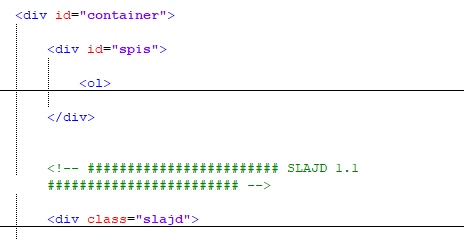 <div id="container">
<div id="spis">
<ol>
</div>
<!-- ######################## SLAJD 1.1
######################## -->
<div class="slajd">